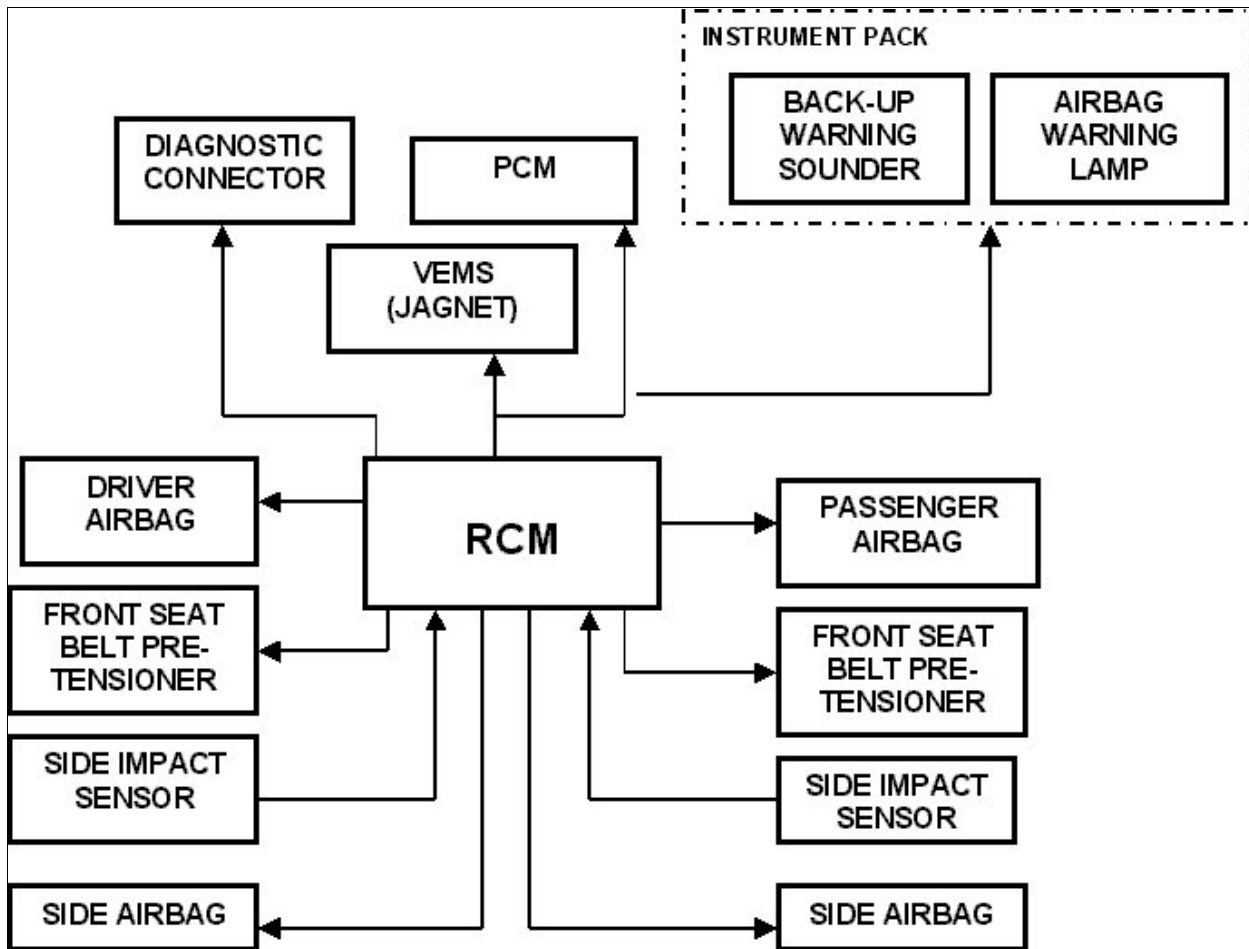 INSTRUMENT PACK
BACK-UP
WARNING
SOUNDER
AIRBAG
WARNING
LAMP
DIAGNOSTIC
CONNECTOR
PCM
VEMS
(JAGNET)
DRIVER
AIRBAG
RCM
PASSENGER
AIRBAG
FRONT SEAT
BELT PRE-
TENSIONER
FRONT SEAT
BELT PRE-
TENSIONER
SIDE IMPACT
SENSOR
SIDE IMPACT
SENSOR
SIDE AIRBAG
SIDE AIRBAG